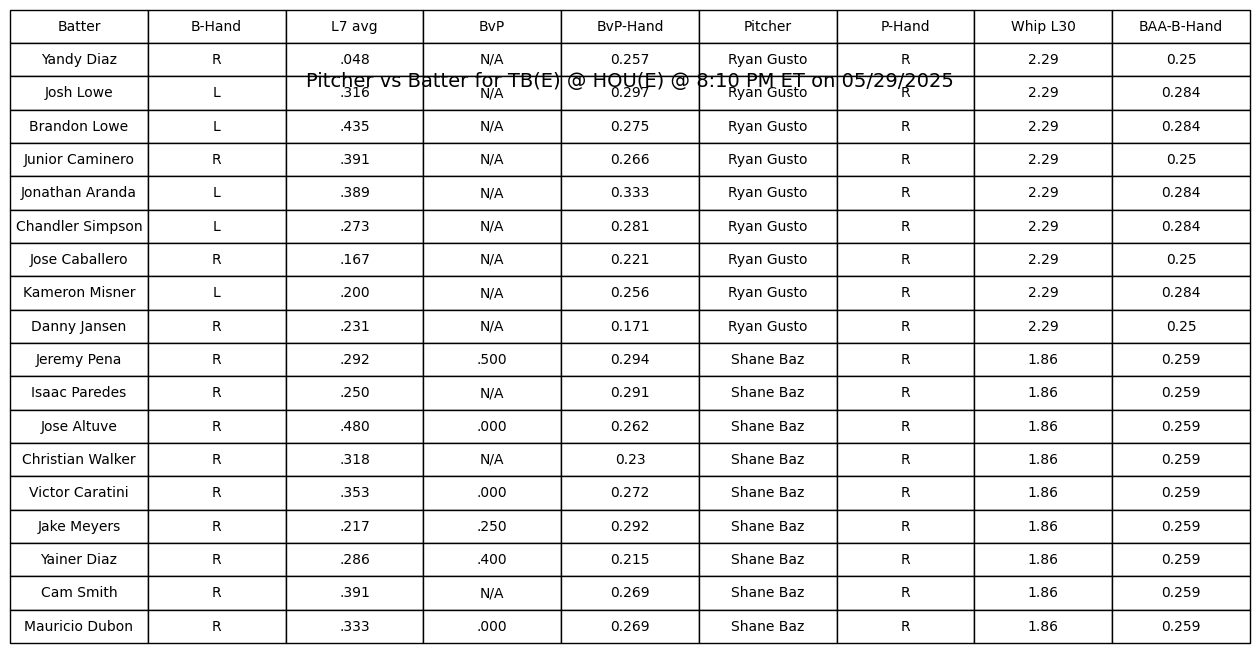 Batter B-Hand L7 avg BvP BvP-Hand Pitcher P-Hand Whip L30 BAA-B-Hand
Yandy Diaz R .048 N/A 0.257 Ryan Gusto R 2.29 0.25
Pitcher vs Batter for TB(E) @ HOU(E) @ 8:10 PM ET on 05/29/2025
Josh Lowe L .316 N/A 0.297 Ryan Gusto R 2.29 0.284
Brandon Lowe L .435 N/A 0.275 Ryan Gusto R 2.29 0.284
Junior Caminero R .391 N/A 0.266 Ryan Gusto R 2.29 0.25
Jonathan Aranda L .389 N/A 0.333 Ryan Gusto R 2.29 0.284
Chandler Simpson L .273 N/A 0.281 Ryan Gusto R 2.29 0.284
Jose Caballero R .167 N/A 0.221 Ryan Gusto R 2.29 0.25
Kameron Misner L .200 N/A 0.256 Ryan Gusto R 2.29 0.284
Danny Jansen R .231 N/A 0.171 Ryan Gusto R 2.29 0.25
Jeremy Pena R .292 .500 0.294 Shane Baz R 1.86 0.259
Isaac Paredes R .250 N/A 0.291 Shane Baz R 1.86 0.259
Jose Altuve R .480 .000 0.262 Shane Baz R 1.86 0.259
Christian Walker R .318 N/A 0.23 Shane Baz R 1.86 0.259
Victor Caratini R .353 .000 0.272 Shane Baz R 1.86 0.259
Jake Meyers R .217 .250 0.292 Shane Baz R 1.86 0.259
Yainer Diaz R .286 .400 0.215 Shane Baz R 1.86 0.259
Cam Smith R .391 N/A 0.269 Shane Baz R 1.86 0.259
Mauricio Dubon R .333 .000 0.269 Shane Baz R 1.86 0.259